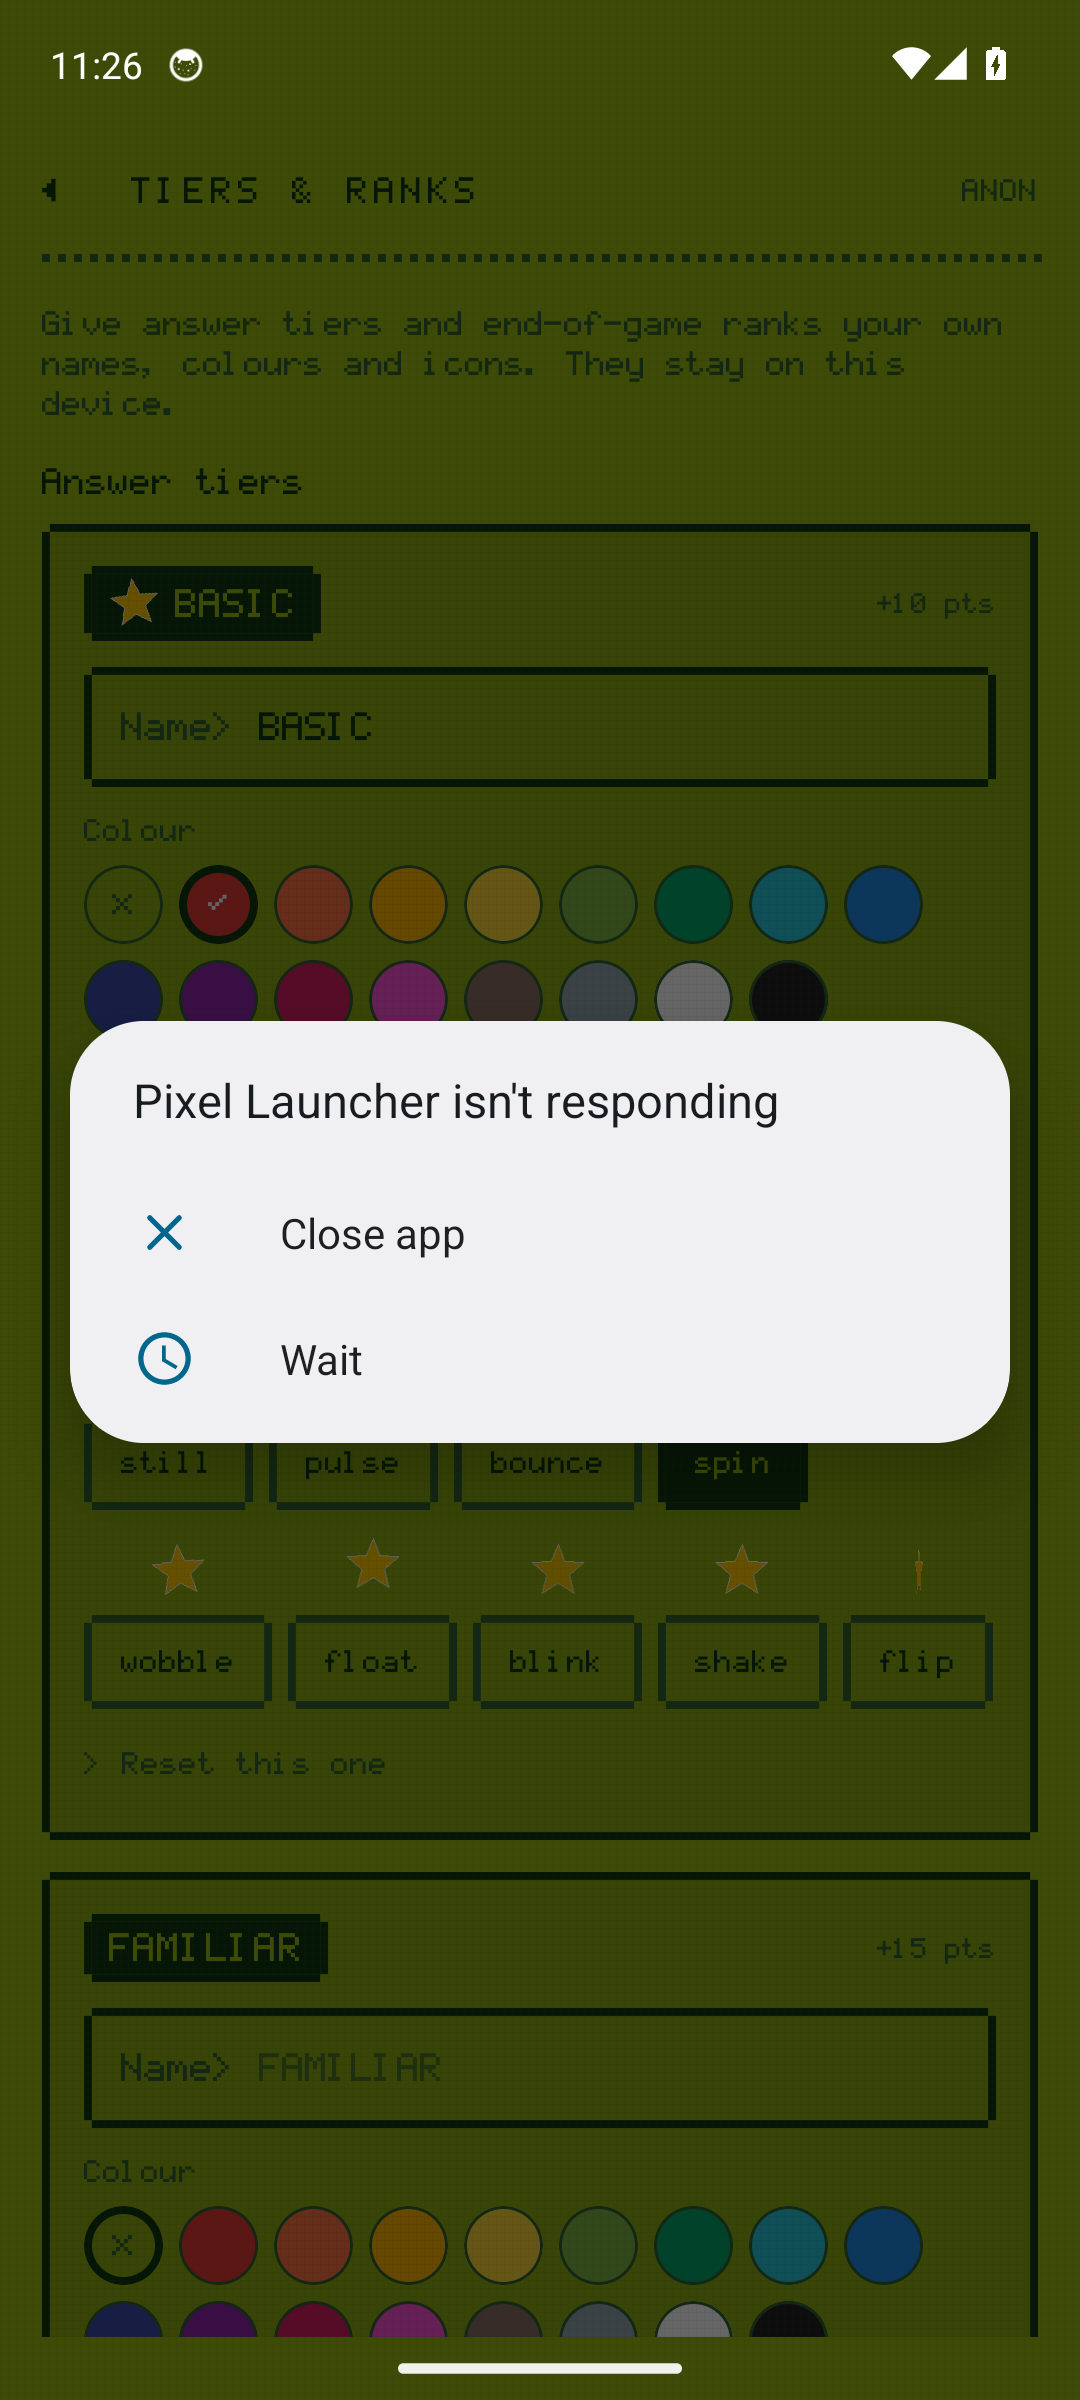 11:26
TIERS & RANKS
ANON
Give answer tiers and end-of-game ranks your own
names, colours and icons. They stay on this
device.
Answer tiers
BASIC
+10 pts
Name> BASIC
Colour
Pixel Launcher isn't responding
Close app
Wait
still
pulse
bounce
spin
wobble
float
blink
shake
flip
> Reset this one
FAMILIAR
+15 pts
Name> FAMILIAR
Colour